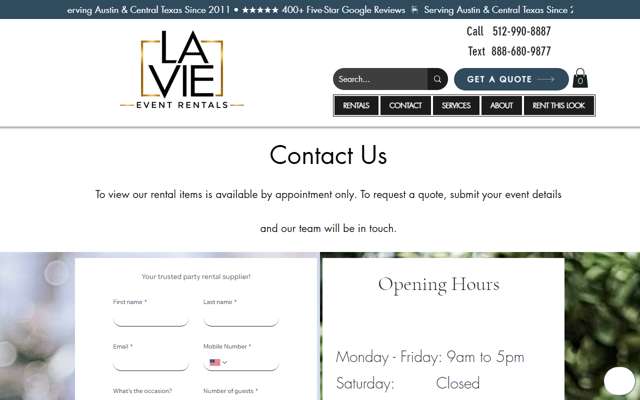 erving Austin & Central Texas Since 2011 • ★★★★★ 400+ Five-Star Google Reviews Serving Austin & Central Texas Since
Call 512-990-8887
Text 888-680-9877
LA
VIE
EVENT RENTALS
Search...
GET A QUOTE
0
RENTALS CONTACT SERVICES ABOUT RENT THIS LOOK
Contact Us
To view our rental items is available by appointment only. To request a quote, submit your event details
and our team will be in touch.
Your trusted party rental supplier!
First name * Last name *
Email * Mobile Number *
What's the occasion? Number of guests *
Opening Hours
Monday - Friday: 9am to 5pm
Saturday: Closed